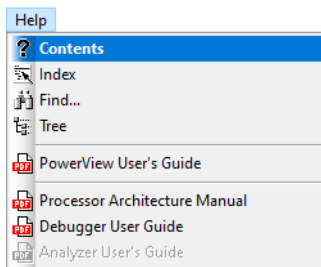 Help
Contents
Index
Find...
Tree
PowerView User's Guide
Processor Architecture Manual
Debugger User Guide
Analyzer User's Guide